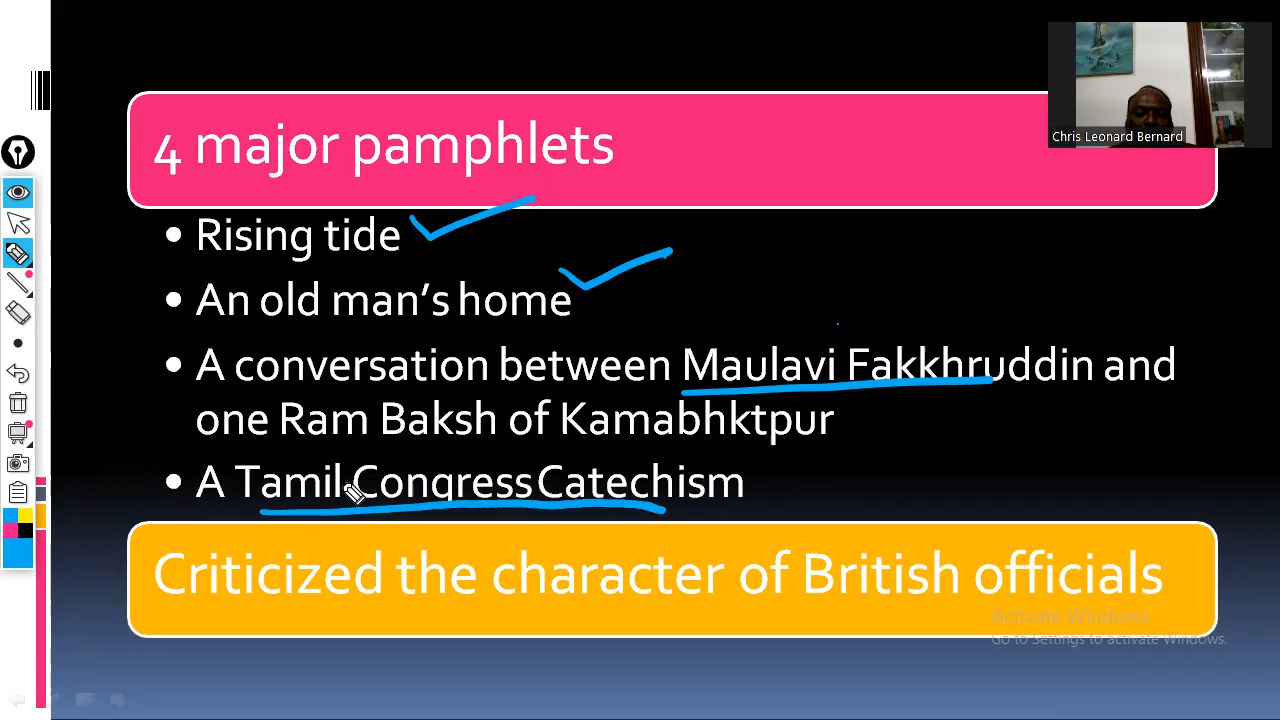 Chris Leonard Bernard
4 major pamphlets
• Rising tide
• An old man’s home
• A conversation between Maulavi Fakkhruddin and
one Ram Baksh of Kamabhktpur
• A Tamil Congress Catechism
Criticized the character of British officials
Activate Windows
Go to Settings to activate Windows.